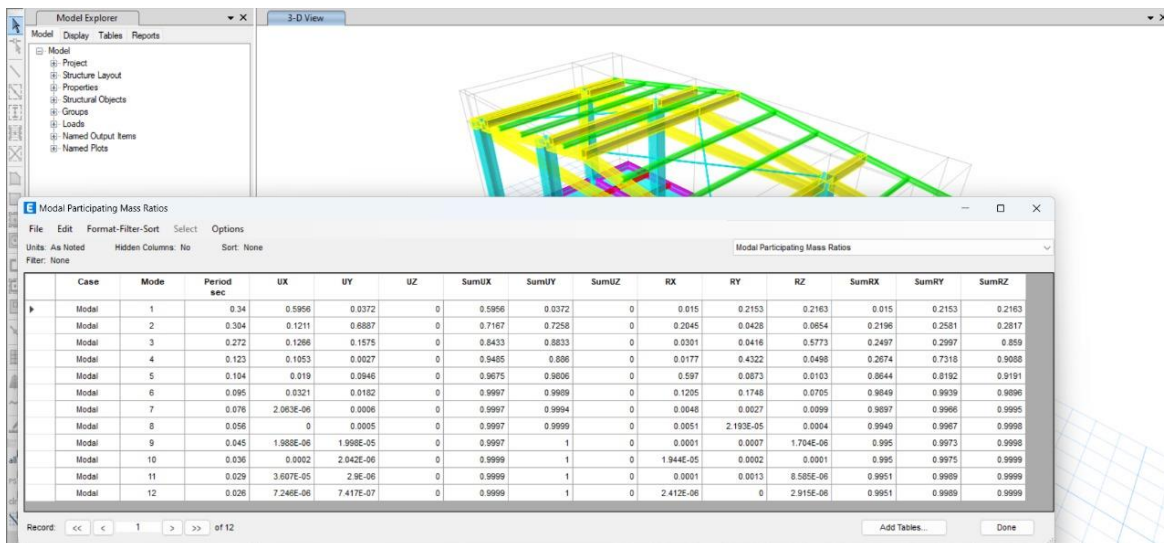 Model Explorer
3-D View
Model Display Tables Reports
Model
Project
Structure Layout
Properties
Structural Objects
Groups
Loads
Named Output Items
Named Plots
E Modal Participating Mass Ratios
File Edit Format-Filter-Sort Select Options
Units: As Noted Hidden Columns: No Sort: None Modal Participating Mass Ratios
Filter: None
Case Mode Period sec UX UY UZ SumUX SumUY SumUZ RX RY RZ SumRX SumRY SumRZ
Modal 1 0.34 0.5956 0.0372 0 0.5956 0.0372 0 0.015 0.2153 0.2163 0.015 0.2153 0.2163
Modal 2 0.304 0.1211 0.6887 0 0.7167 0.7258 0 0.2045 0.0428 0.0654 0.2196 0.2581 0.2817
Modal 3 0.272 0.1266 0.1575 0 0.8433 0.8833 0 0.0301 0.0416 0.5773 0.2497 0.2997 0.859
Modal 4 0.123 0.1053 0.0027 0 0.9485 0.886 0 0.0177 0.4322 0.0498 0.2674 0.7318 0.9088
Modal 5 0.104 0.019 0.0946 0 0.9675 0.9806 0 0.597 0.0873 0.0103 0.8644 0.8192 0.9191
Modal 6 0.095 0.0321 0.0182 0 0.9997 0.9989 0 0.1205 0.1748 0.0705 0.9849 0.9939 0.9896
Modal 7 0.076 2.063E-06 0.0006 0 0.9997 0.9994 0 0.0048 0.0027 0.0099 0.9897 0.9966 0.9995
Modal 8 0.056 0 0.0005 0 0.9997 0.9999 0 0.0051 2.193E-05 0.0004 0.9949 0.9967 0.9998
Modal 9 0.045 1.988E-06 1.998E-05 0 0.9997 1 0 0.0001 0.0007 1.704E-06 0.995 0.9973 0.9998
Modal 10 0.036 0.0002 2.042E-06 0 0.9999 1 0 1.944E-05 0.0002 0.0001 0.995 0.9975 0.9999
Modal 11 0.029 3.607E-05 2.9E-06 0 0.9999 1 0 0.0001 0.0013 8.585E-06 0.9951 0.9989 0.9999
Modal 12 0.026 7.246E-06 7.417E-07 0 0.9999 1 0 2.412E-06 0 2.915E-06 0.9951 0.9989 0.9999
Record: << < 1 > >> of 12 Add Tables... Done